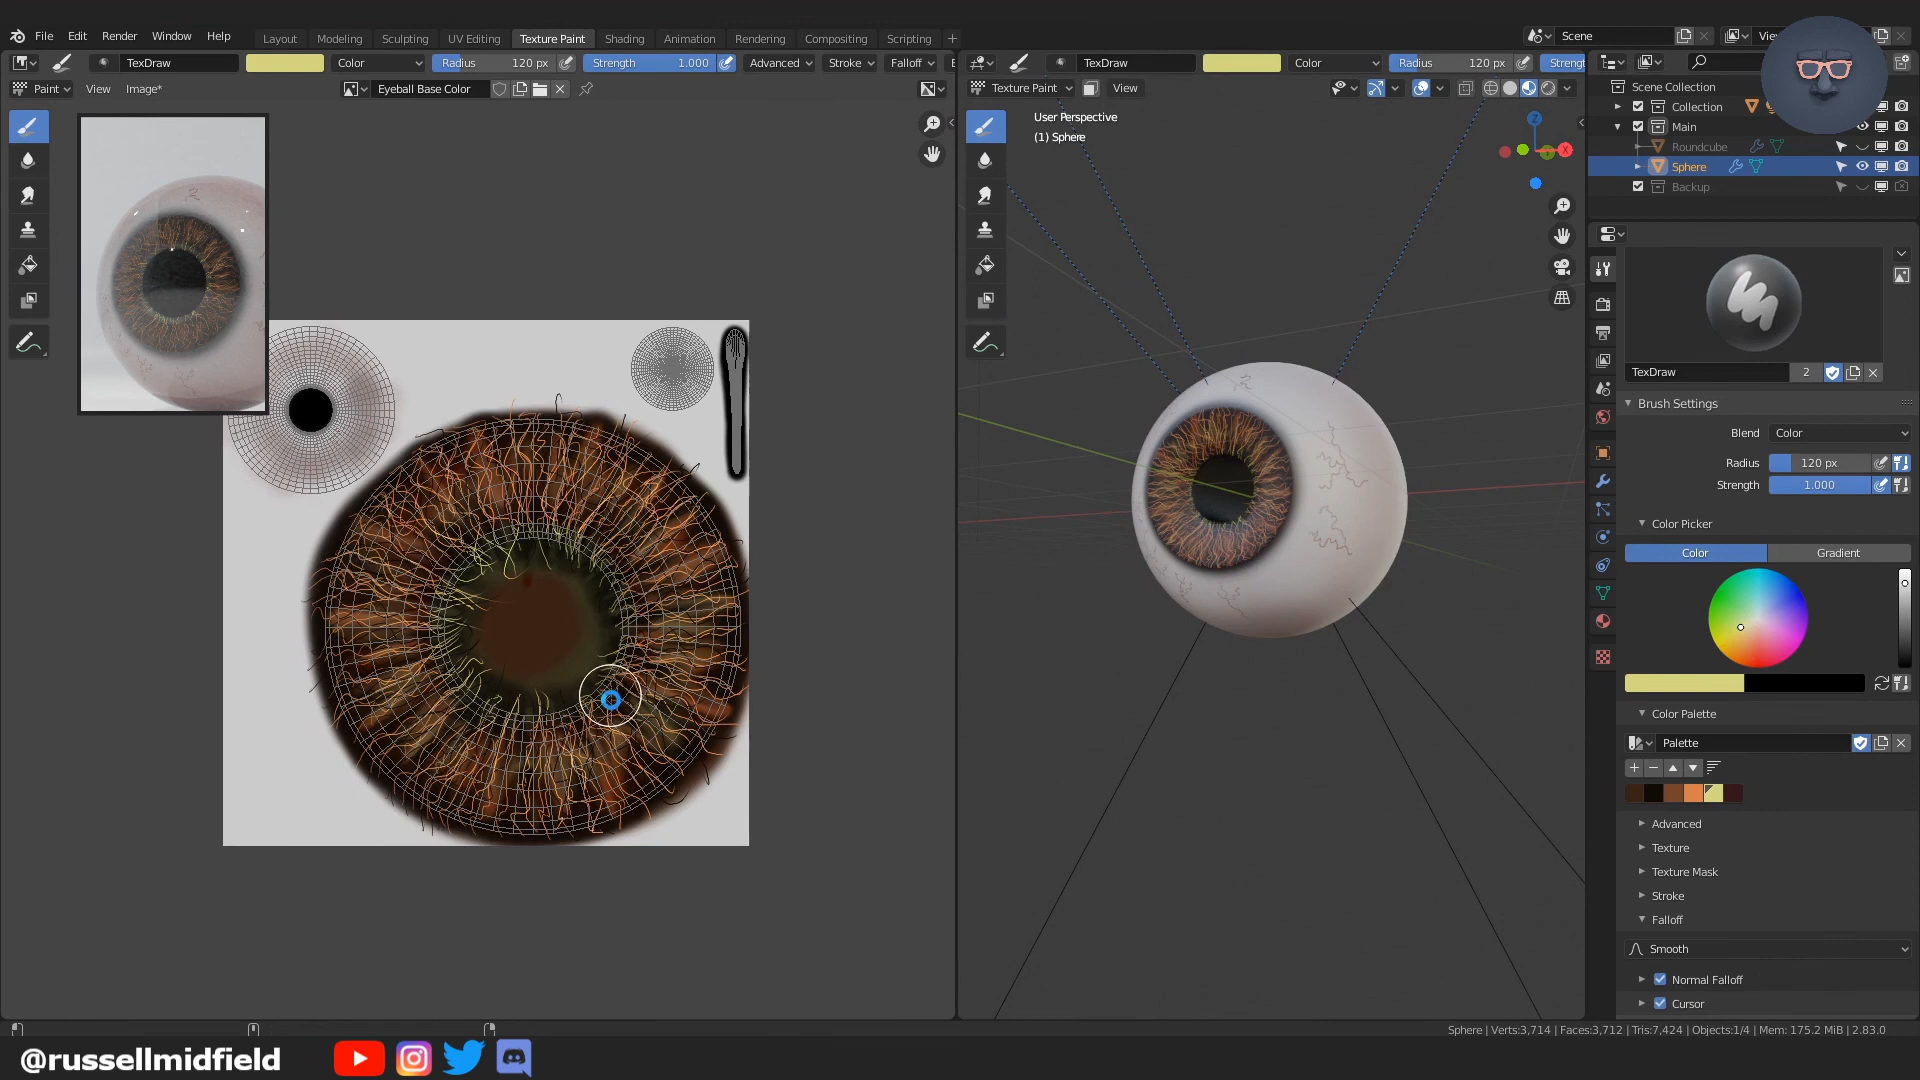 File Edit Render Window Help
Layout Modeling Sculpting UV Editing Texture Paint Shading Animation Rendering Compositing Scripting +
Scene
TexDraw Color Radius 120 px Strength 1.000 Advanced Stroke Falloff
TexDraw Color Radius 120 px
Paint View Image* Eyeball Base Color
Texture Paint View
User Perspective
(1) Sphere
Z
X
Scene Collection
Collection
Main
Roundcube
Sphere
Backup
TexDraw 2
Brush Settings
Blend Color
Radius 120 px
Strength 1.000
Color Picker
Color Gradient
Color Palette
Palette
Advanced
Texture
Texture Mask
Stroke
Falloff
Smooth
Normal Falloff
Cursor
Sphere | Verts:3,714 | Faces:3,712 | Tris:7,424 | Objects:1/4 | Mem: 175.2 MiB | 2.83.0
@russellmidfield